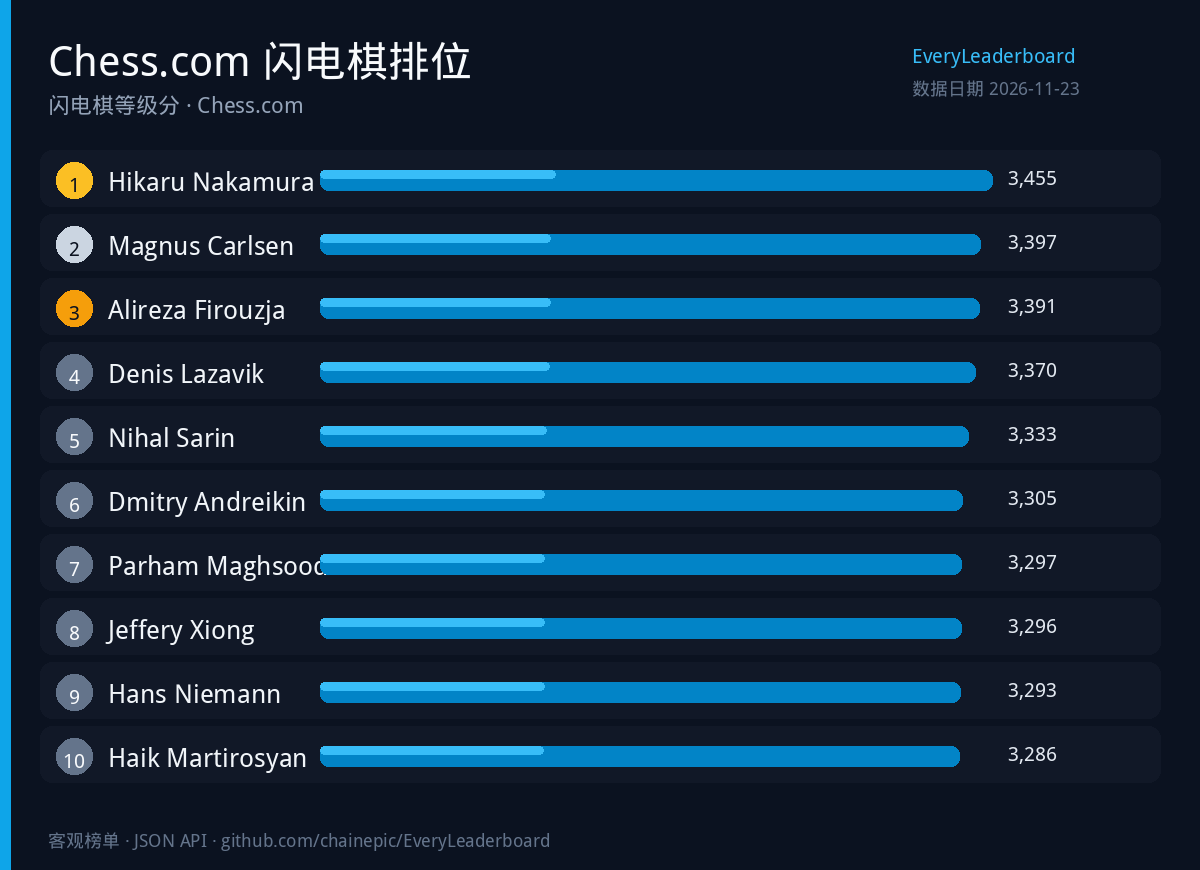 Chess.com 闪电棋排位
闪电棋等级分 · Chess.com
EveryLeaderboard
数据日期 2026-11-23
1 Hikaru Nakamura 3,455
2 Magnus Carlsen 3,397
3 Alireza Firouzja 3,391
4 Denis Lazavik 3,370
5 Nihal Sarin 3,333
6 Dmitry Andreikin 3,305
7 Parham Maghsood 3,297
8 Jeffery Xiong 3,296
9 Hans Niemann 3,293
10 Haik Martirosyan 3,286
客观榜单 · JSON API · github.com/chainepic/EveryLeaderboard